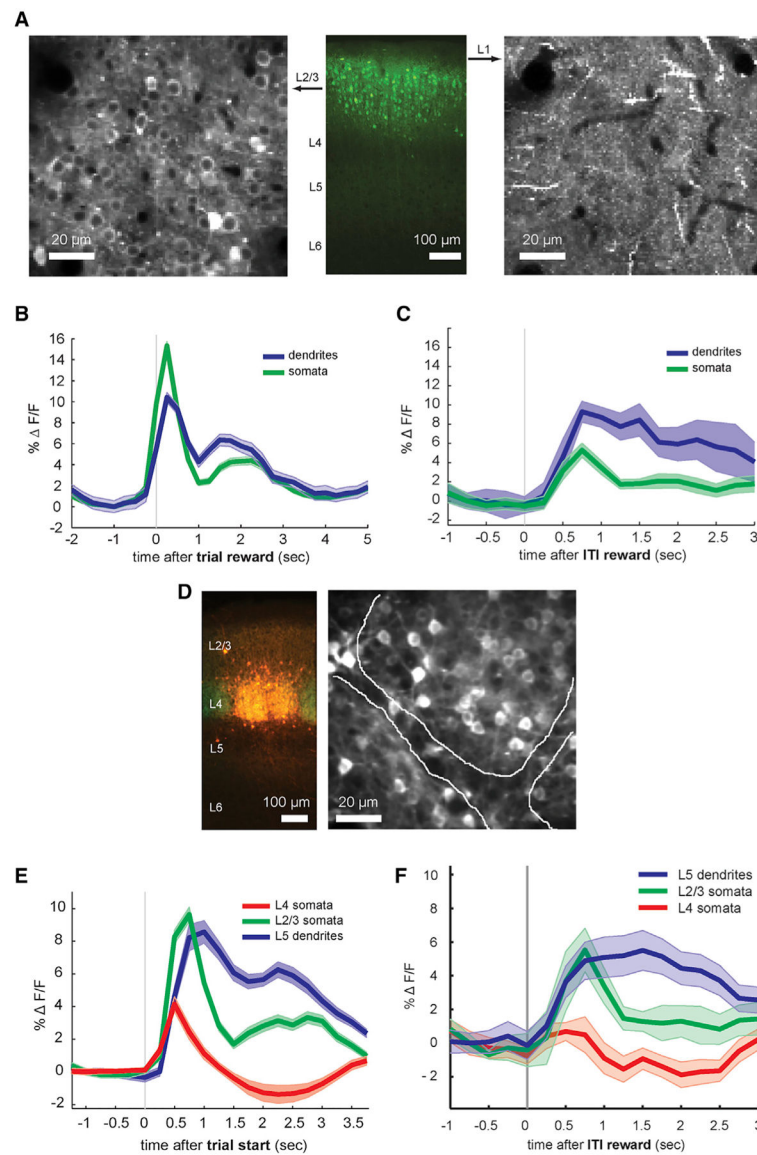 A
L2/3
L1
L4
L5
L6
20 µm
100 µm
20 µm
B
% Δ F/F
16
14
12
10
8
6
4
2
0
-2
-2 -1 0 1 2 3 4 5
time after trial reward (sec)
dendrites
somata
C
% Δ F/F
16
14
12
10
8
6
4
2
0
-2
-1 -0.5 0 0.5 1 1.5 2 2.5 3
time after ITI reward (sec)
dendrites
somata
D
L2/3
L4
L5
L6
100 µm
20 µm
E
% Δ F/F
10
8
6
4
2
0
-2
-1 -0.5 0 0.5 1 1.5 2 2.5 3 3.5
time after trial start (sec)
L4 somata
L2/3 somata
L5 dendrites
F
% Δ F/F
10
8
6
4
2
0
-2
-1 -0.5 0 0.5 1 1.5 2 2.5 3
time after ITI reward (sec)
L5 dendrites
L2/3 somata
L4 somata